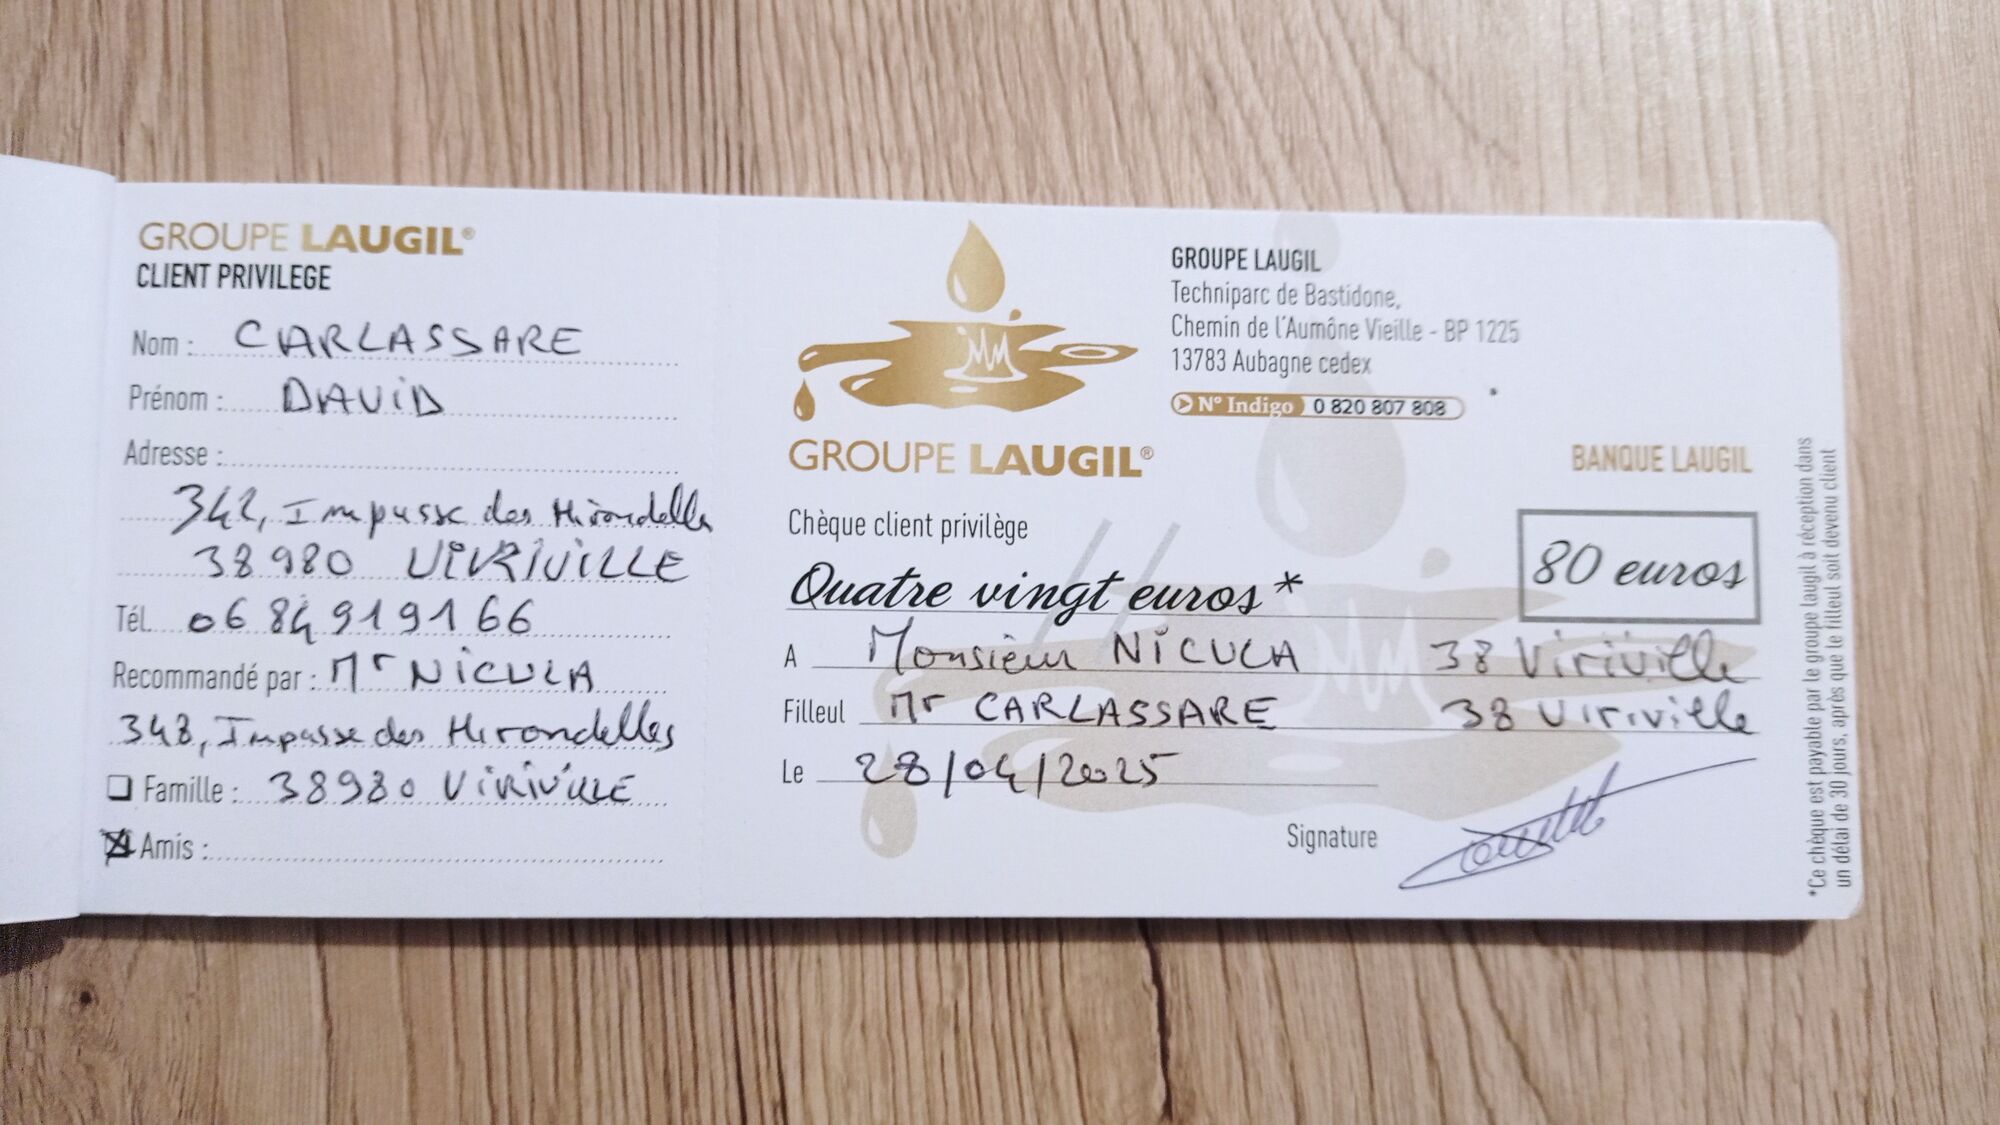 GROUPE LAUGIL®
CLIENT PRIVILEGE
Nom : CARLASSARE
Prénom : DAViD
Adresse :
342, Impasse des Hirondelles
38980 ViRiViLLE
Tél. 06 84 91 91 66
Recommandé par : Mr NiCULA
348, Impasse des Hirondelles
Famille : 38980 ViRiViLLE
Amis :
GROUPE LAUGIL®
GROUPE LAUGIL
Techniparc de Bastidone,
Chemin de l'Aumône Vieille - BP 1225
13783 Aubagne cedex
N° Indigo 0 820 807 808
BANQUE LAUGIL
Chèque client privilège
Quatre vingt euros*
80 euros
A Monsieur NiCULA 38 Viriville
Filleul Mr CARLASSARE 38 Viriville
Le 28/04/2025
Signature
*Ce chèque est payable par le groupe laugil à réception dans
un délai de 30 jours, après que le filleul soit devenu client